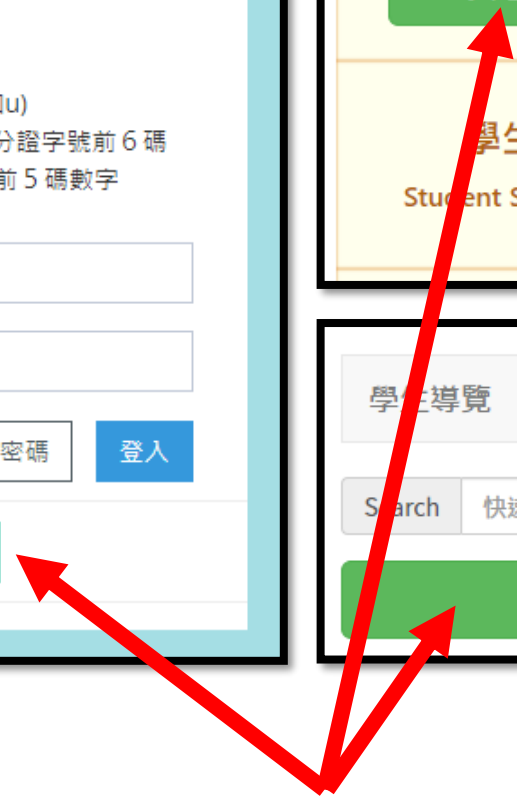 u)
分證字號前 6 碼
前 5 碼數字
密碼
登入
學生
Student S
學生導覽
Search
快速